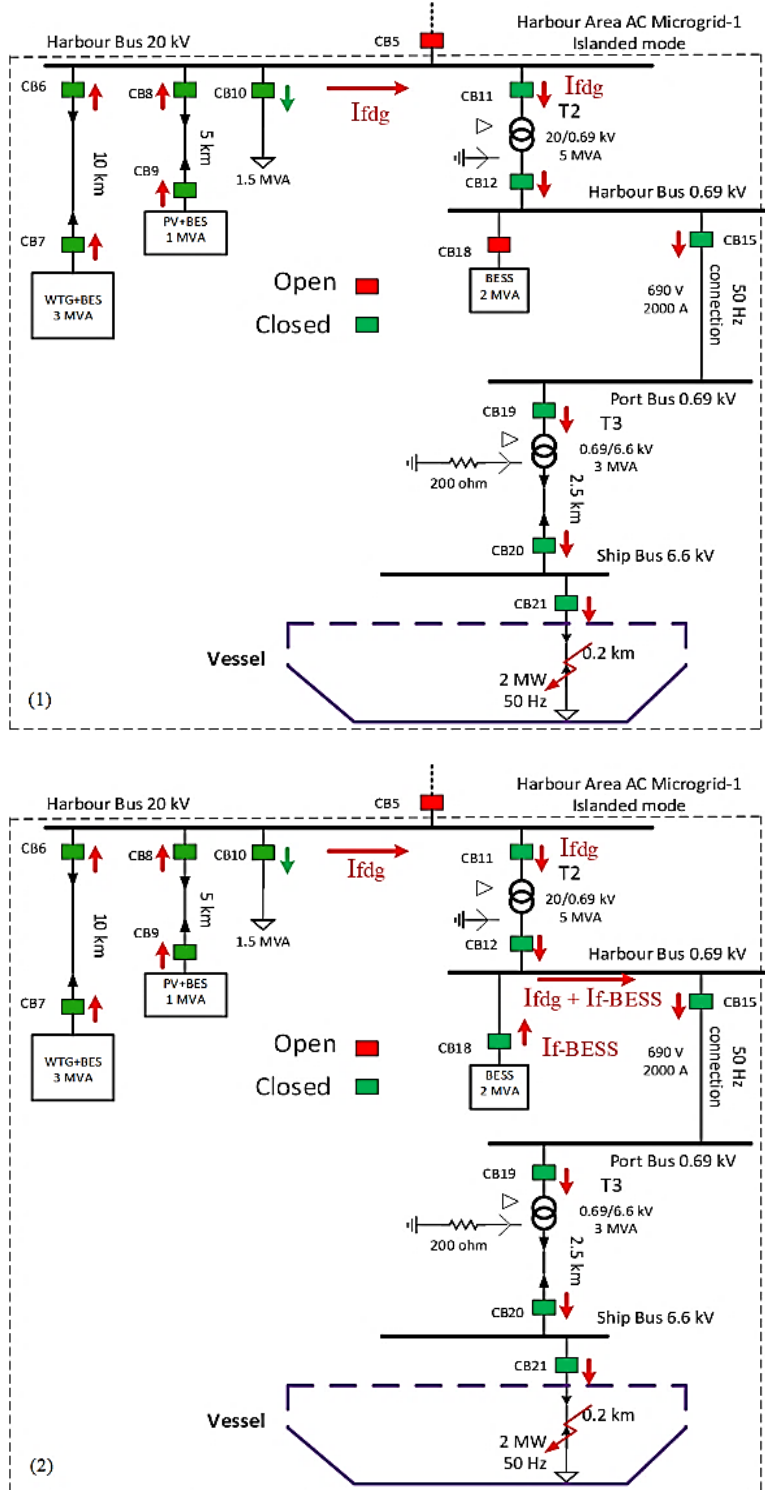 Harbour Area AC Microgrid-1
Islanded mode
Harbour Bus 20 kV
CB5
CB6
CB8
CB10
Ifdg
CB11
Ifdg
T2
20/0.69 kV
5 MVA
10 km
5 km
CB9
1.5 MVA
CB12
PV+BES
1 MVA
Harbour Bus 0.69 kV
CB7
CB18
CB15
WTG+BES
3 MVA
Open
Closed
BESS
2 MVA
690 V
2000 A
50 Hz
connection
Port Bus 0.69 kV
CB19
T3
0.69/6.6 kV
3 MVA
200 ohm
2.5 km
CB20
Ship Bus 6.6 kV
CB21
Vessel
0.2 km
2 MW
50 Hz
(1)
Harbour Area AC Microgrid-1
Islanded mode
Harbour Bus 20 kV
CB5
CB6
CB8
CB10
Ifdg
CB11
Ifdg
T2
20/0.69 kV
5 MVA
10 km
5 km
CB9
1.5 MVA
CB12
PV+BES
1 MVA
Harbour Bus 0.69 kV
Ifdg + If-BESS
CB7
CB15
CB18
If-BESS
WTG+BES
3 MVA
Open
Closed
BESS
2 MVA
690 V
2000 A
50 Hz
connection
Port Bus 0.69 kV
CB19
T3
0.69/6.6 kV
3 MVA
200 ohm
2.5 km
CB20
Ship Bus 6.6 kV
CB21
Vessel
0.2 km
2 MW
50 Hz
(2)